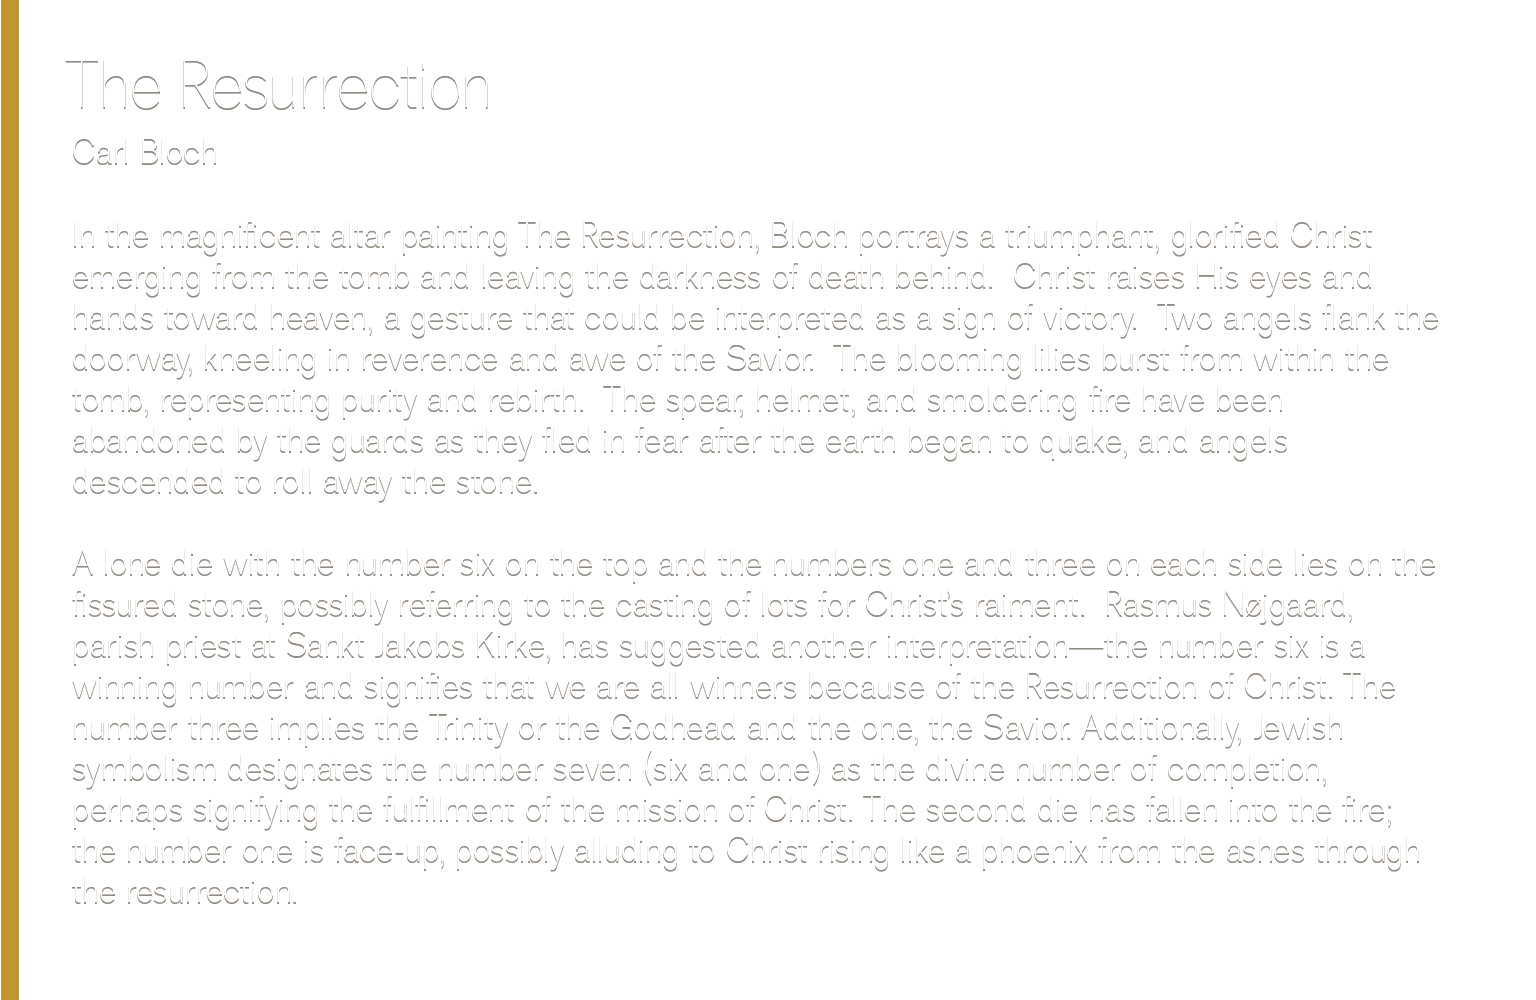 The Resurrection
Carl Bloch
In the magnificent altar painting The Resurrection, Bloch portrays a triumphant, glorified Christ
emerging from the tomb and leaving the darkness of death behind.  Christ raises His eyes and
hands toward heaven, a gesture that could be interpreted as a sign of victory.  Two angels flank the
doorway, kneeling in reverence and awe of the Savior.  The blooming lilies burst from within the
tomb, representing purity and rebirth.  The spear, helmet, and smoldering fire have been
abandoned by the guards as they fled in fear after the earth began to quake, and angels
descended to roll away the stone.
A lone die with the number six on the top and the numbers one and three on each side lies on the
fissured stone, possibly referring to the casting of lots for Christ's raiment.  Rasmus Nøjgaard,
parish priest at Sankt Jakobs Kirke, has suggested another interpretation—the number six is a
winning number and signifies that we are all winners because of the Resurrection of Christ. The
number three implies the Trinity or the Godhead and the one, the Savior. Additionally, Jewish
symbolism designates the number seven (six and one) as the divine number of completion,
perhaps signifying the fulfillment of the mission of Christ. The second die has fallen into the fire;
the number one is face-up, possibly alluding to Christ rising like a phoenix from the ashes through
the resurrection.